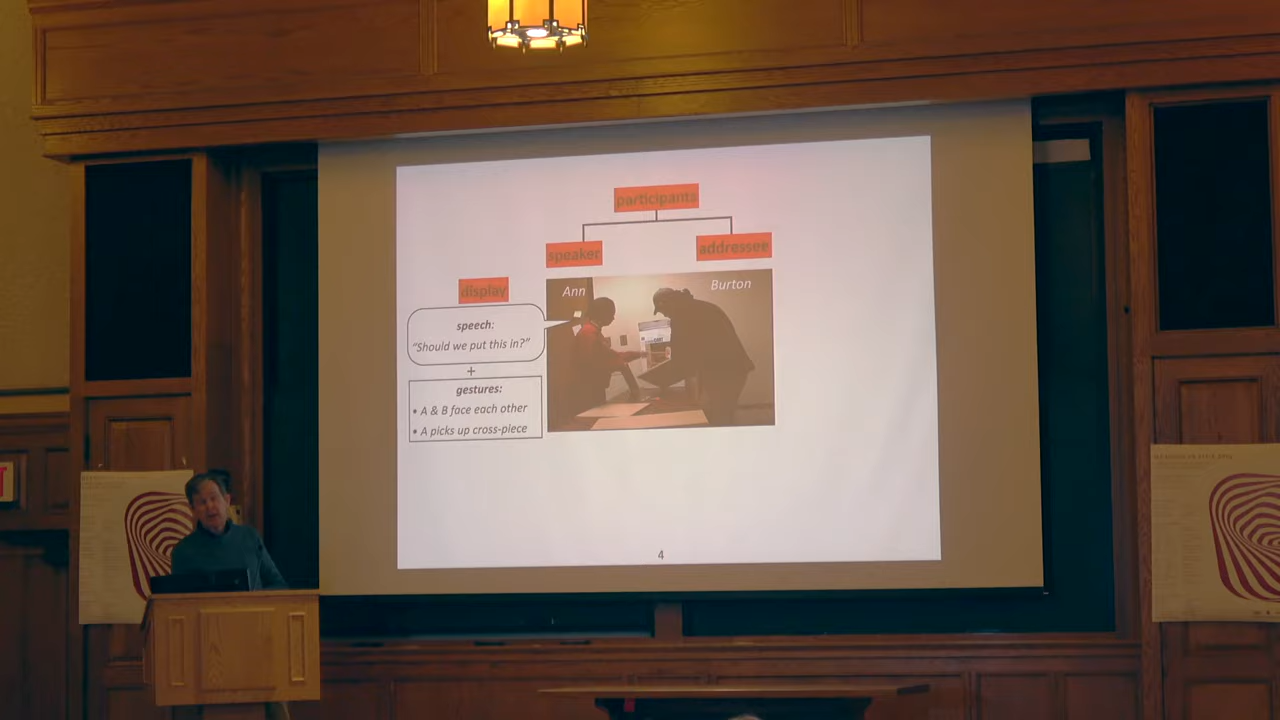 participants
speaker
addressee
display
Ann
Burton
speech:
"Should we put this in?"
+
gestures:
• A & B face each other
• A picks up cross-piece
4